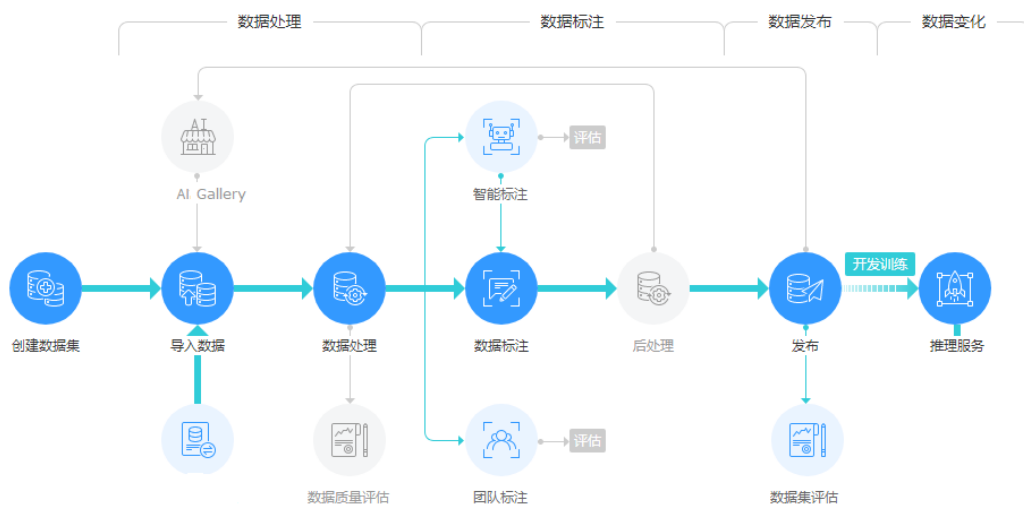 数据处理
数据标注
数据发布
数据变化
AI
评估
AI Gallery
智能标注
开发训练
创建数据集
导入数据
数据处理
数据标注
后处理
发布
推理服务
评估
数据质量评估
团队标注
数据集评估